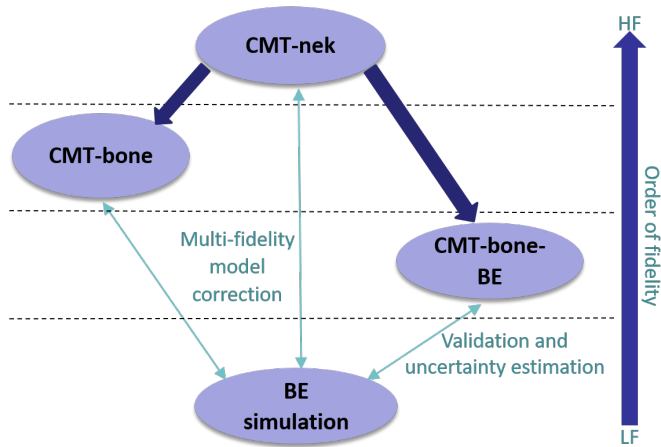 CMT-nek
HF
CMT-bone
Order of fidelity
Multi-fidelity
model
correction
CMT-bone-
BE
Validation and
uncertainty estimation
BE
simulation
LF